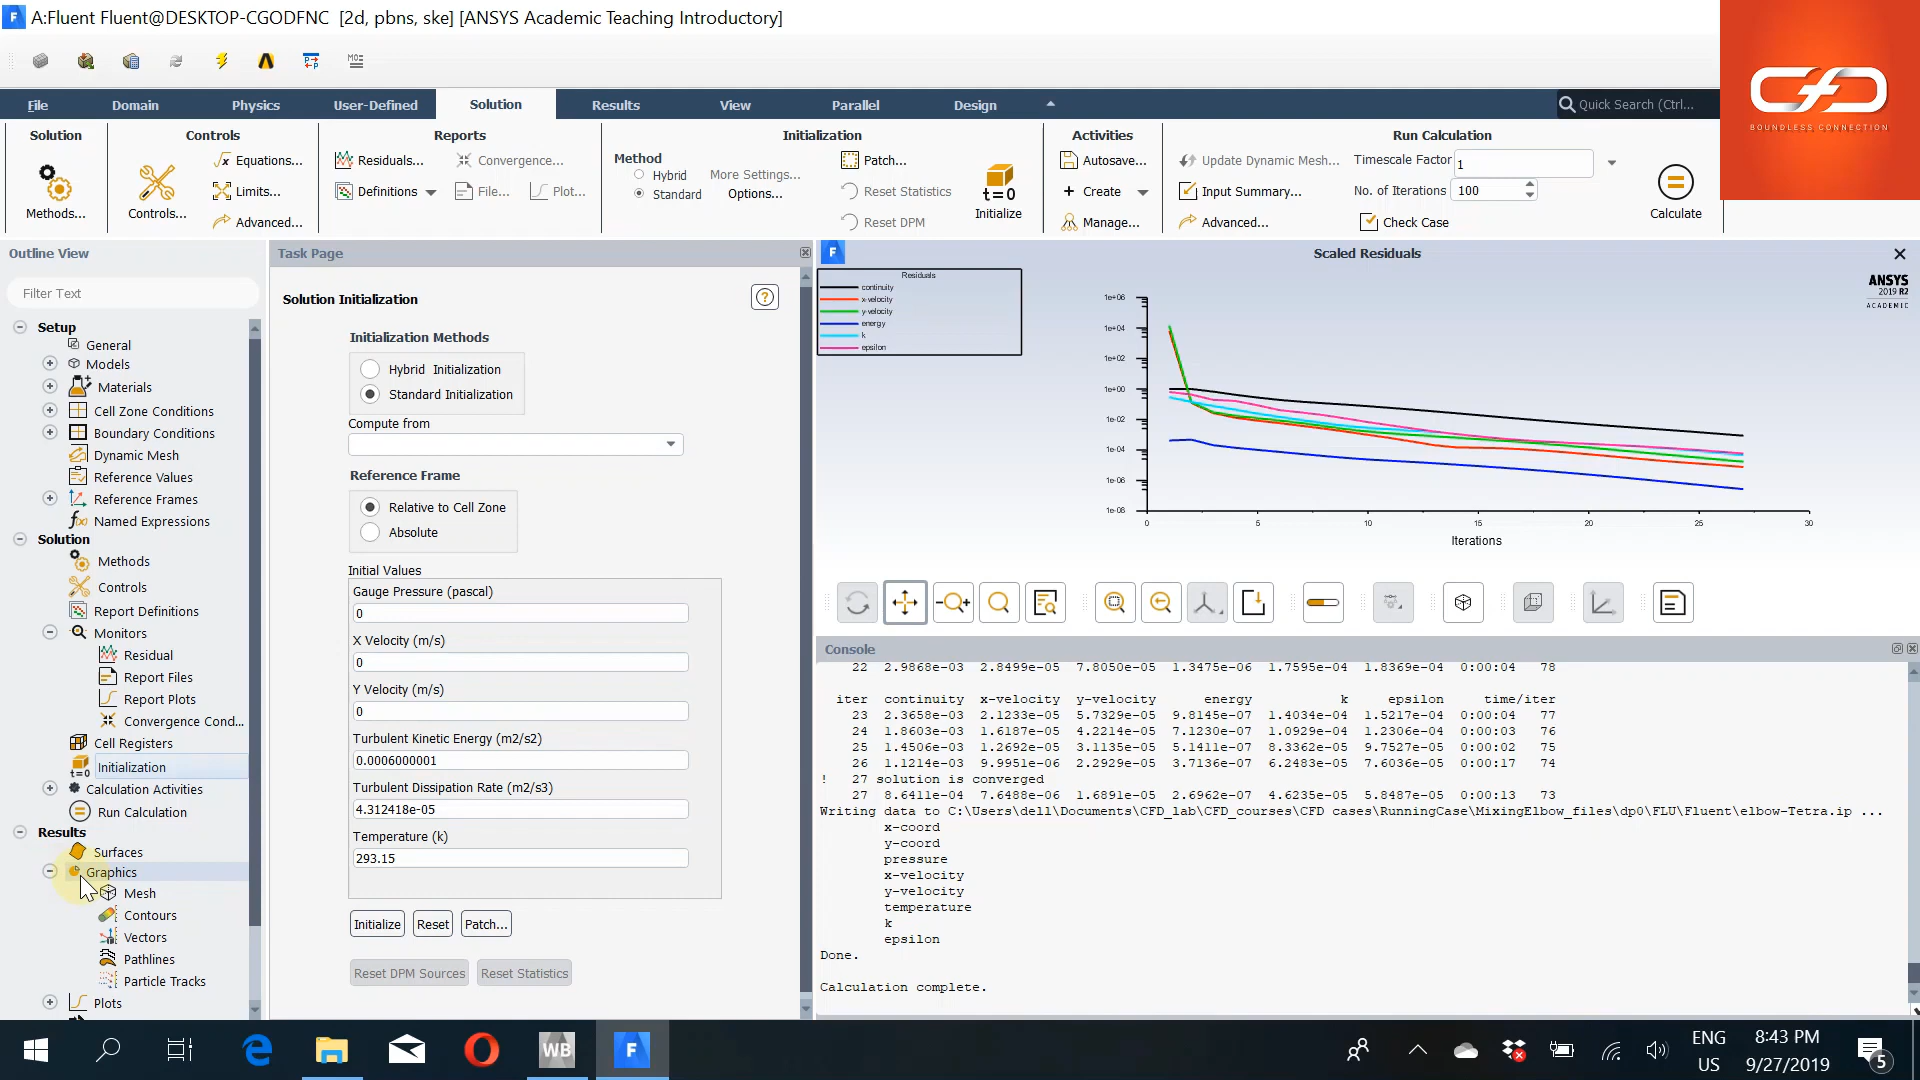 A:Fluent Fluent@DESKTOP-CGODFNC [2d, pbns, ske] [ANSYS Academic Teaching Introductory]
BOUNDLESS CONNECTION
File Domain Physics User-Defined Solution Results View Parallel Design Quick Search (Ctrl...
Solution
Methods...
Controls
Controls...
Equations...
Limits...
Advanced...
Reports
Residuals... Convergence...
Definitions File... Plot...
Initialization
Method
Hybrid More Settings...
Standard Options...
Patch...
Reset Statistics
Reset DPM
t=0
Initialize
Activities
Autosave...
Create
Manage...
Run Calculation
Update Dynamic Mesh... Timescale Factor 1
Input Summary... No. of Iterations 100
Advanced... Check Case
Calculate
Outline View
Filter Text
Setup
General
Models
Materials
Cell Zone Conditions
Boundary Conditions
Dynamic Mesh
Reference Values
Reference Frames
Named Expressions
Solution
Methods
Controls
Report Definitions
Monitors
Residual
Report Files
Report Plots
Convergence Cond...
Cell Registers
t=0 Initialization
Calculation Activities
Run Calculation
Results
Surfaces
Graphics
Mesh
Contours
Vectors
Pathlines
Particle Tracks
Plots
Task Page
Solution Initialization
Initialization Methods
Hybrid Initialization
Standard Initialization
Compute from
Reference Frame
Relative to Cell Zone
Absolute
Initial Values
Gauge Pressure (pascal)
0
X Velocity (m/s)
0
Y Velocity (m/s)
0
Turbulent Kinetic Energy (m2/s2)
0.0006000001
Turbulent Dissipation Rate (m2/s3)
4.312418e-05
Temperature (k)
293.15
Initialize Reset Patch...
Reset DPM Sources Reset Statistics
Scaled Residuals
Residuals
continuity
x-velocity
y-velocity
energy
k
epsilon
ANSYS
2019 R2
ACADEMIC
1e+06
1e+04
1e+02
1e+00
1e-02
1e-04
1e-06
1e-08
0 5 10 15 20 25 30
Iterations
Console
22 2.9868e-03 2.8499e-05 7.8050e-05 1.3475e-06 1.7595e-04 1.8369e-04 0:00:04 78
iter continuity x-velocity y-velocity energy k epsilon time/iter
23 2.3658e-03 2.1233e-05 5.7329e-05 9.8145e-07 1.4034e-04 1.5217e-04 0:00:04 77
24 1.8603e-03 1.6187e-05 4.2214e-05 7.1230e-07 1.0929e-04 1.2306e-04 0:00:03 76
25 1.4506e-03 1.2692e-05 3.1135e-05 5.1411e-07 8.3362e-05 9.7527e-05 0:00:02 75
26 1.1214e-03 9.9951e-06 2.2929e-05 3.7136e-07 6.2483e-05 7.6036e-05 0:00:17 74
! 27 solution is converged
27 8.6411e-04 7.6488e-06 1.6891e-05 2.6962e-07 4.6235e-05 5.8487e-05 0:00:13 73
Writing data to C:\Users\dell\Documents\CFD_lab\CFD_courses\CFD cases\RunningCase\MixingElbow_files\dp0\FLU\Fluent\elbow-Tetra.ip ...
x-coord
y-coord
pressure
x-velocity
y-velocity
temperature
k
epsilon
Done.
Calculation complete.
ENG
US
8:43 PM
9/27/2019
5